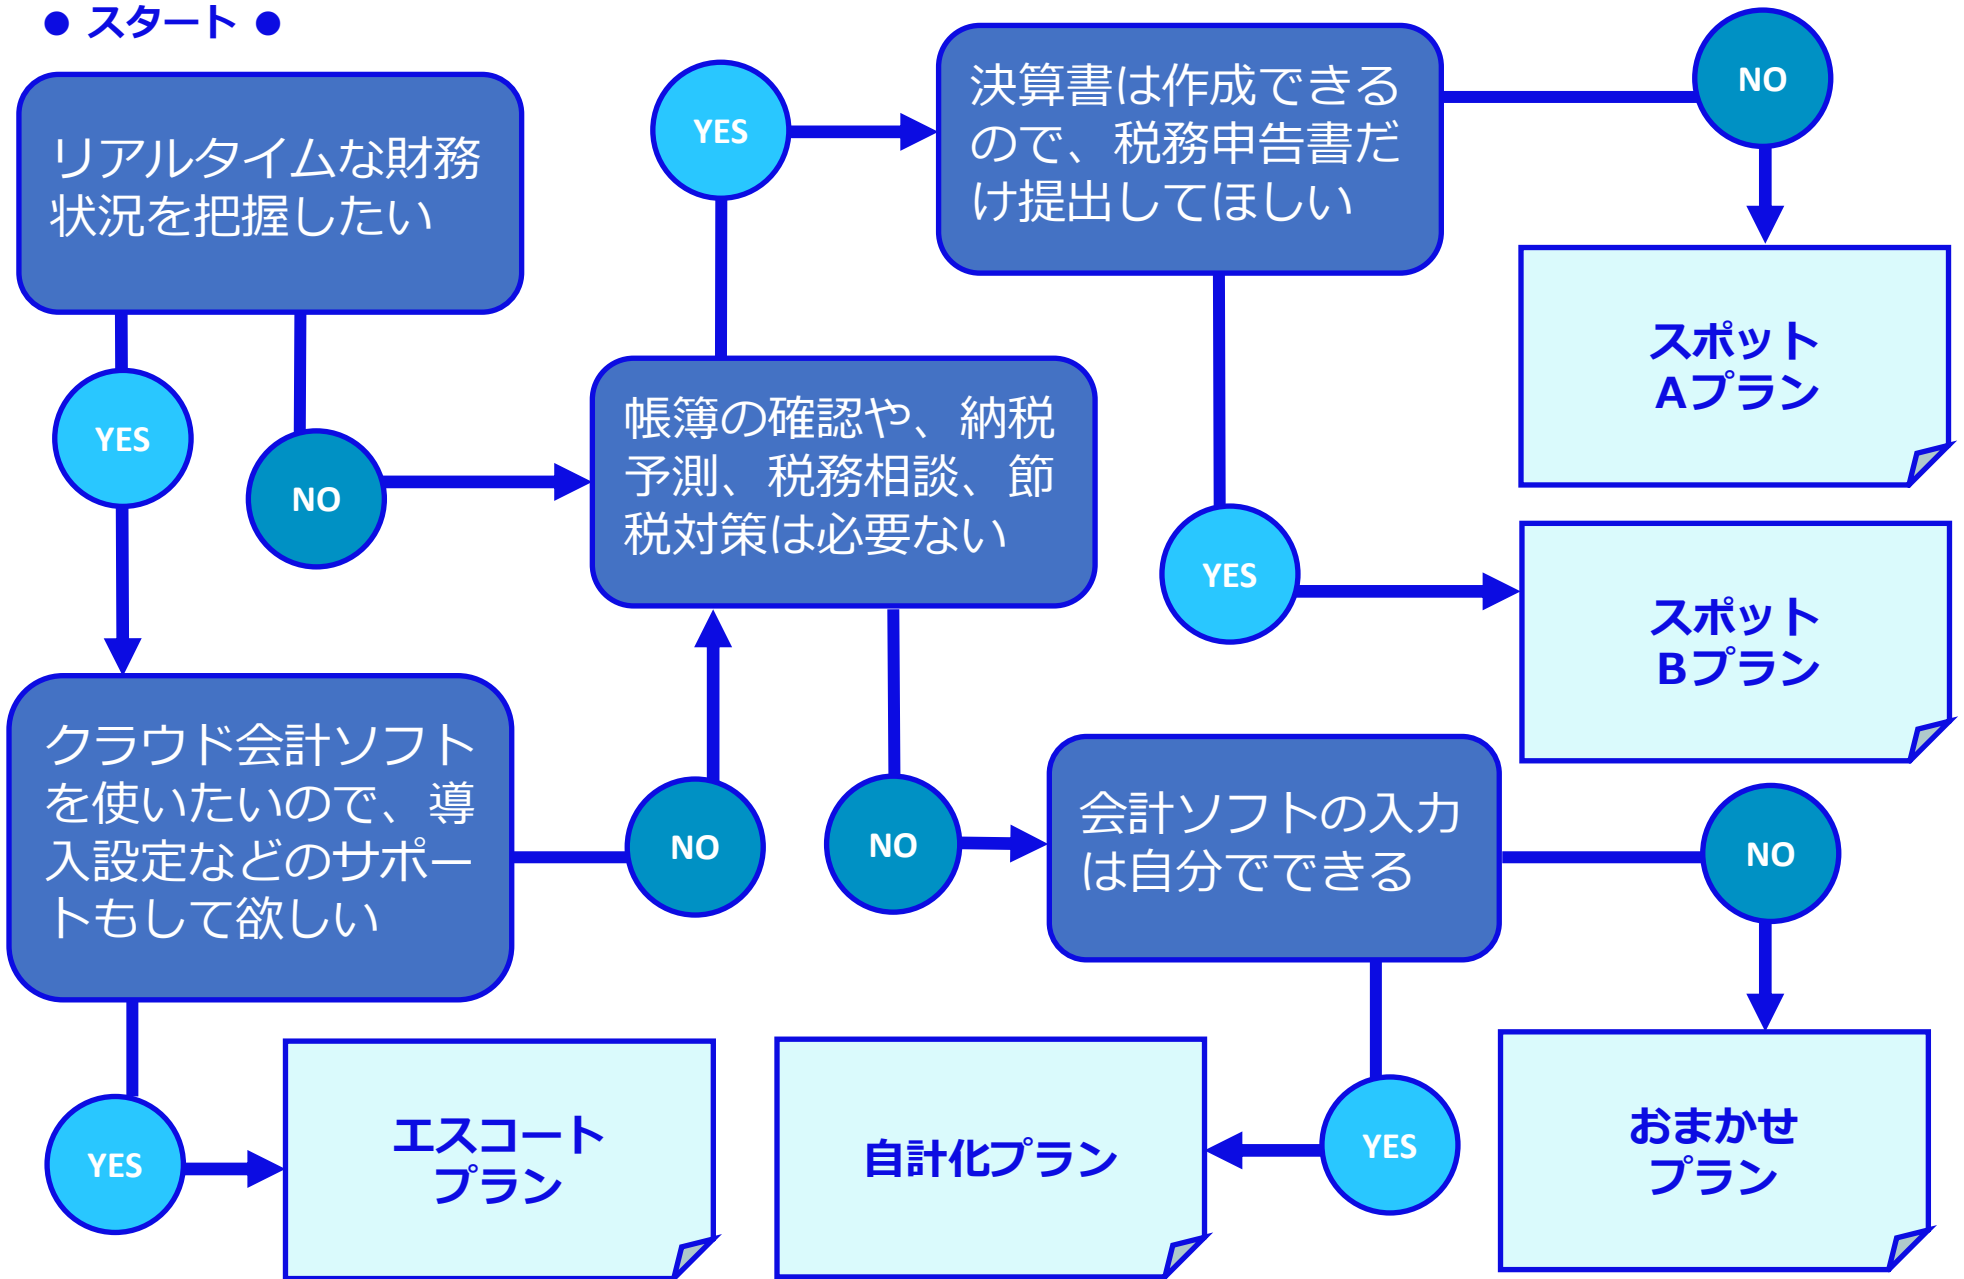 ● スタート ●
リアルタイムな財務
状況を把握したい
YES
NO
クラウド会計ソフト
を使いたいので、導
入設定などのサポー
トもして欲しい
YES
NO
エスコート
プラン
帳簿の確認や、納税
予測、税務相談、節
税対策は必要ない
YES
NO
決算書は作成できる
ので、税務申告書だ
け提出してほしい
NO
スポット
Aプラン
YES
スポット
Bプラン
会計ソフトの入力
は自分でできる
NO
おまかせ
プラン
YES
自計化プラン